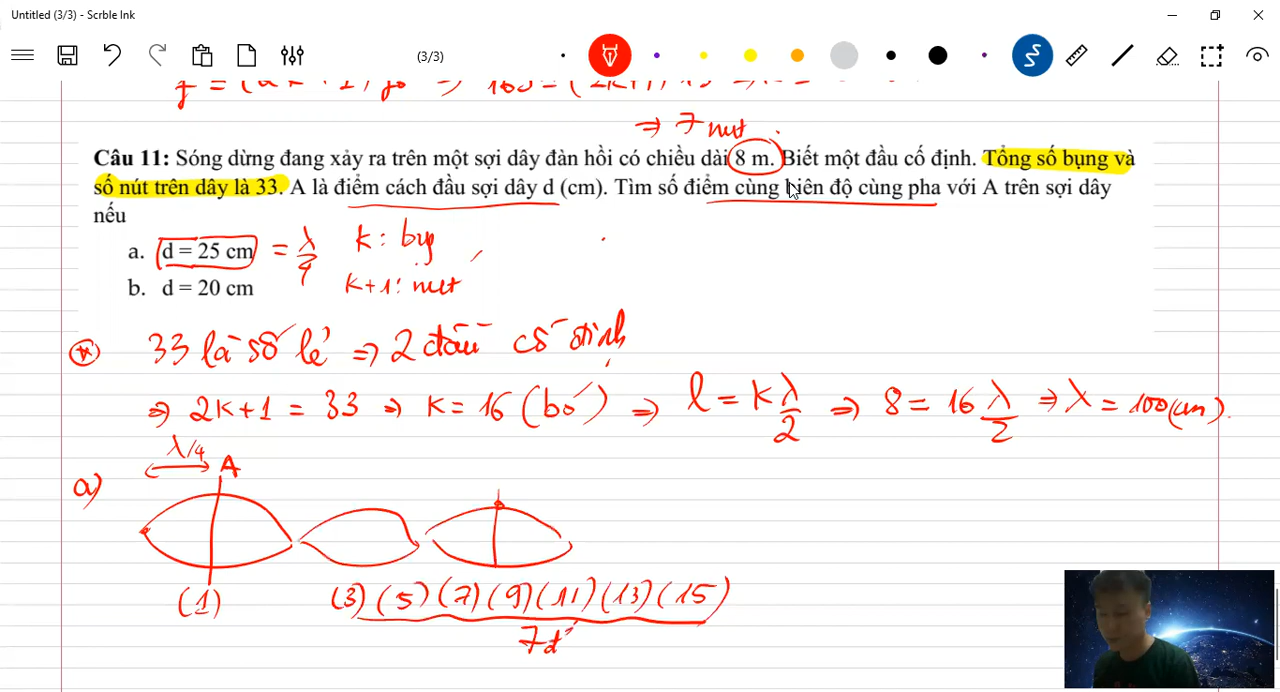 Untitled (3/3) - Scrble Ink
(3/3)
⇒ 7 nút
Câu 11: Sóng dừng đang xảy ra trên một sợi dây đàn hồi có chiều dài 8 m. Biết một đầu cố định. Tổng số bụng và
số nút trên dây là 33. A là điểm cách đầu sợi dây d (cm). Tìm số điểm cùng biên độ cùng pha với A trên sợi dây
nếu
a. d = 25 cm = λ/4 k: bụng
b. d = 20 cm k+1: nút
(*) 33 là số lẻ ⇒ 2 đầu cố định
⇒ 2k+1 = 33 ⇒ k = 16 (bó) ⇒ l = k λ/2 ⇒ 8 = 16 λ/2 ⇒ λ = 100 (cm).
λ/4 A
a)
(1) (3) (5) (7) (9) (11) (13) (15)
7đ